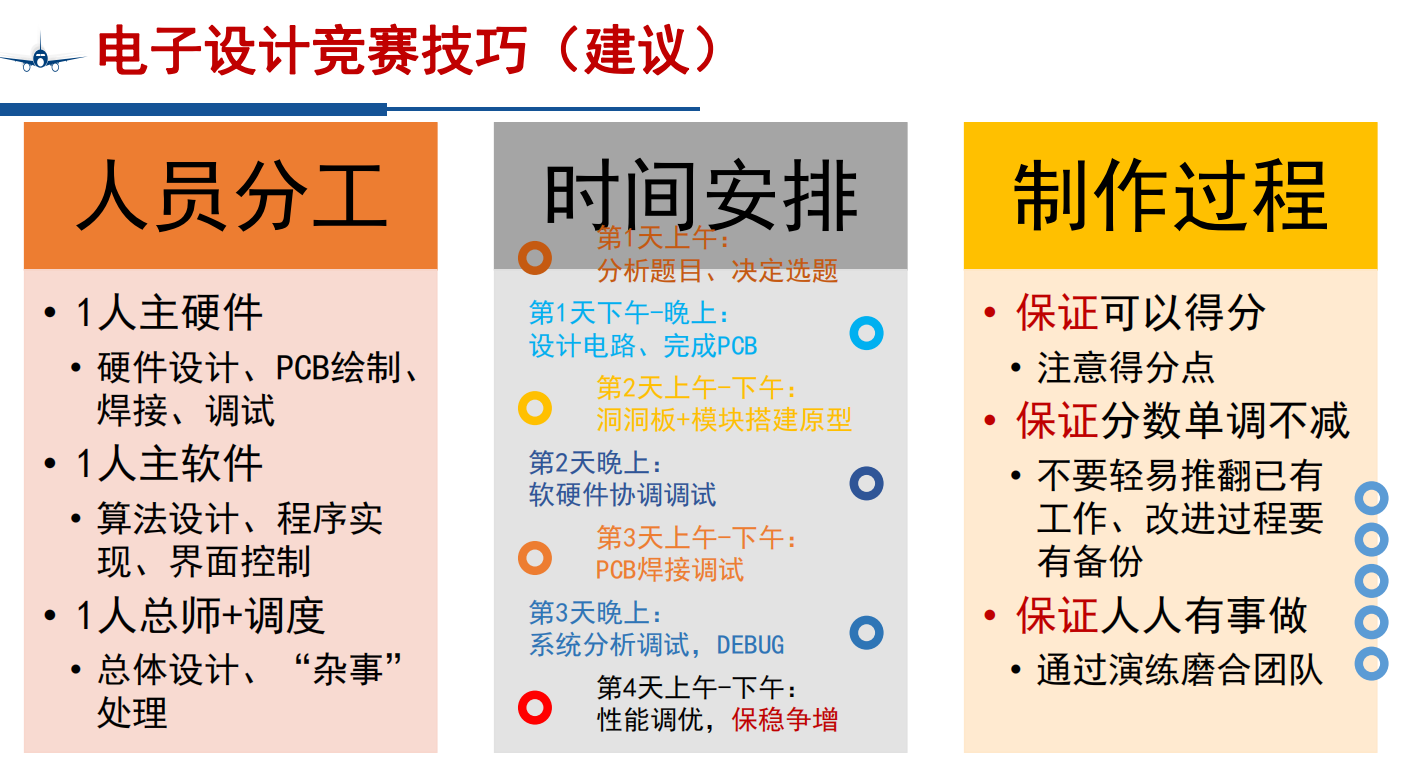 电子设计竞赛技巧（建议）
人员分工
• 1人主硬件
• 硬件设计、PCB绘制、
焊接、调试
• 1人主软件
• 算法设计、程序实
现、界面控制
• 1人总师+调度
• 总体设计、“杂事”
处理
时间安排
第1天上午：
分析题目、决定选题
第1天下午-晚上：
设计电路、完成PCB
第2天上午-下午：
洞洞板+模块搭建原型
第2天晚上：
软硬件协调调试
第3天上午-下午：
PCB焊接调试
第3天晚上：
系统分析调试，DEBUG
第4天上午-下午：
性能调优，保稳争增
制作过程
• 保证可以得分
• 注意得分点
• 保证分数单调不减
• 不要轻易推翻已有
工作、改进过程要
有备份
• 保证人人有事做
• 通过演练磨合团队